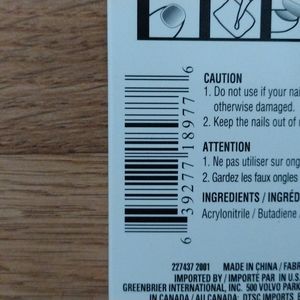 CAUTION
1. Do not use if your nai
otherwise damaged.
2. Keep the nails out of
ATTENTION
1. Ne pas utiliser sur ong
2. Gardez les faux ongles
INGREDIENTS / INGRÉD
Acrylonitrile / Butadiene /
6 39277 18977 6
227437 2001 MADE IN CHINA / FABR
IMPORTED BY / IMPORTÉ PAR IN U.S.
GREENBRIER INTERNATIONAL, INC. 500 VOLVO PARK
IN CANADA / AU CANADA: DTSC IMPORTS